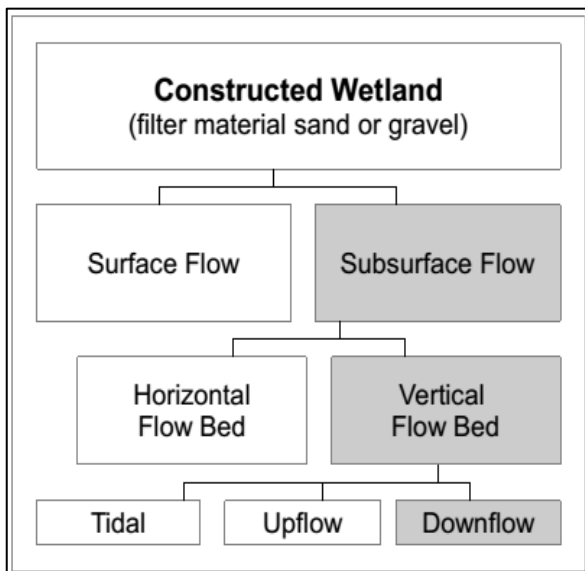 Constructed Wetland
(filter material sand or gravel)
Surface Flow
Subsurface Flow
Horizontal
Flow Bed
Vertical
Flow Bed
Tidal
Upflow
Downflow